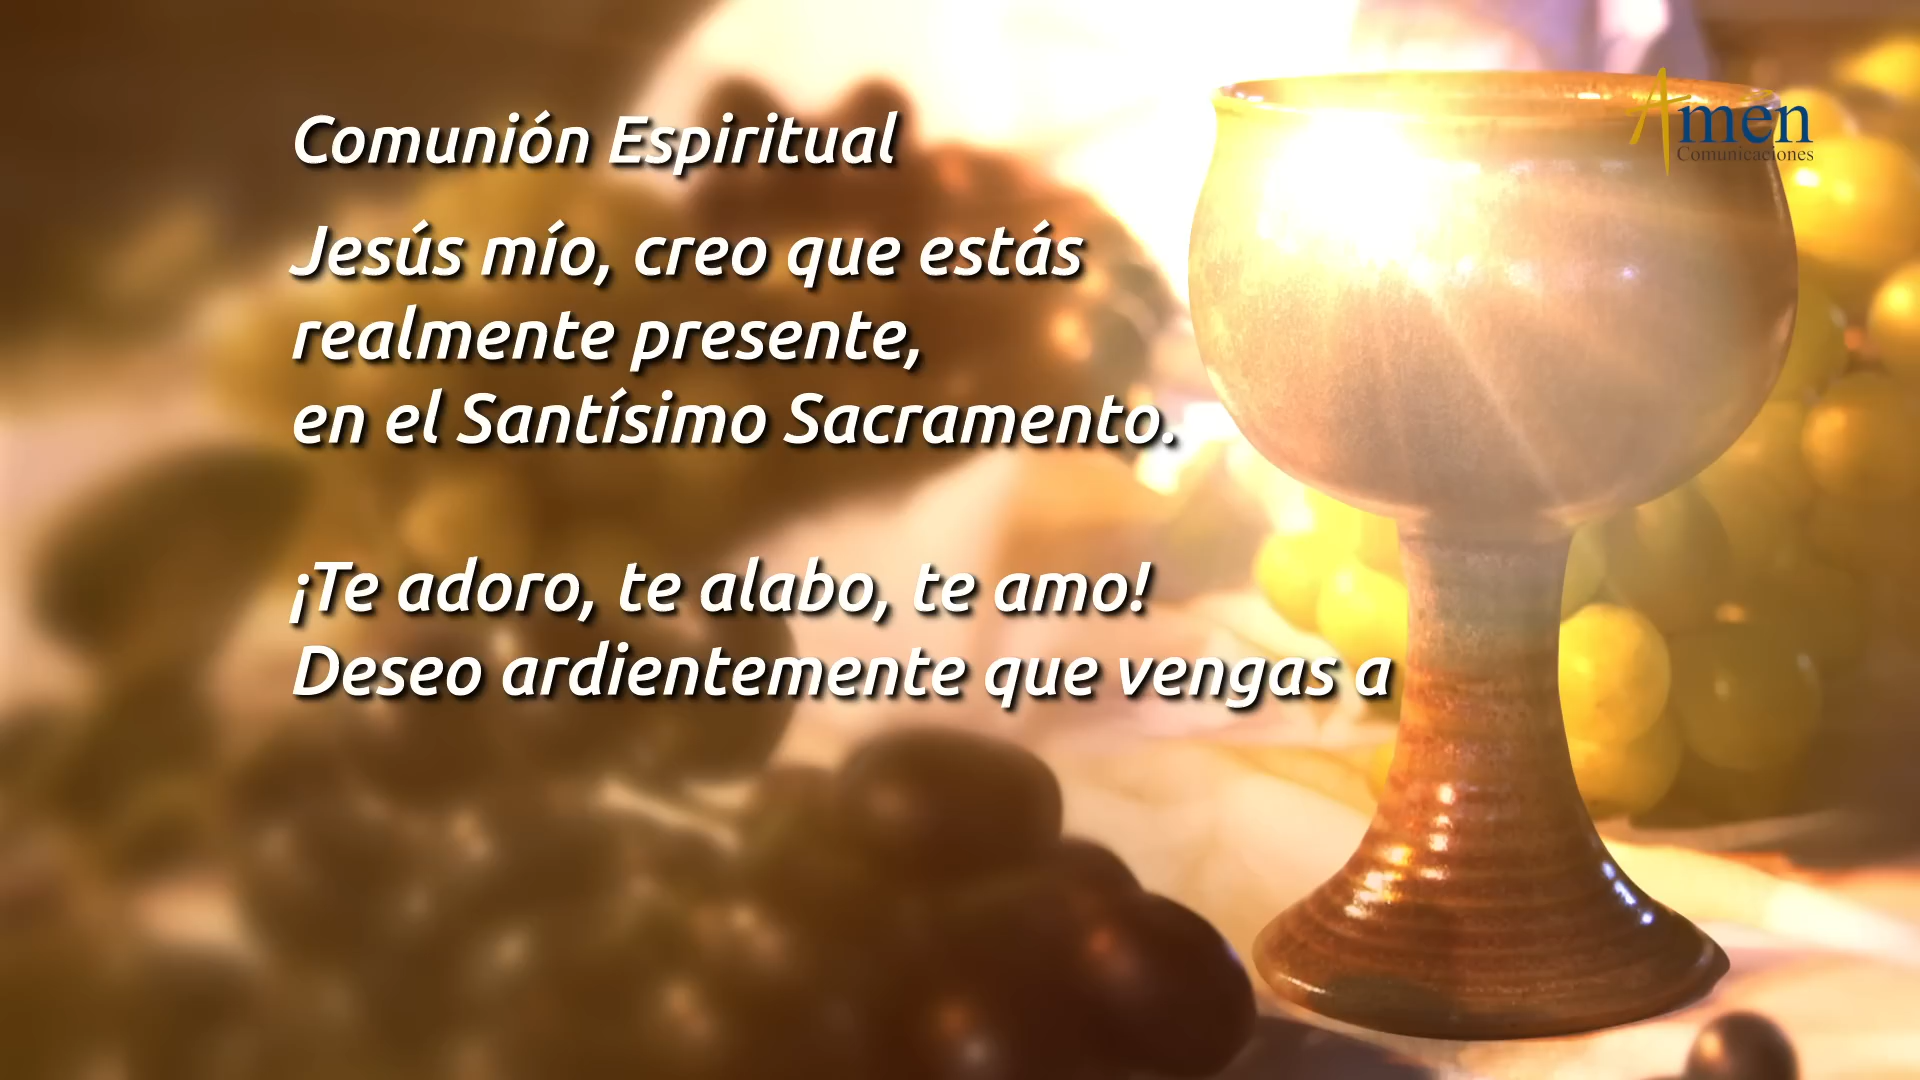 Comunión Espiritual
Jesús mío, creo que estás
realmente presente,
en el Santísimo Sacramento.
¡Te adoro, te alabo, te amo!
Deseo ardientemente que vengas a
Amen
Comunicaciones